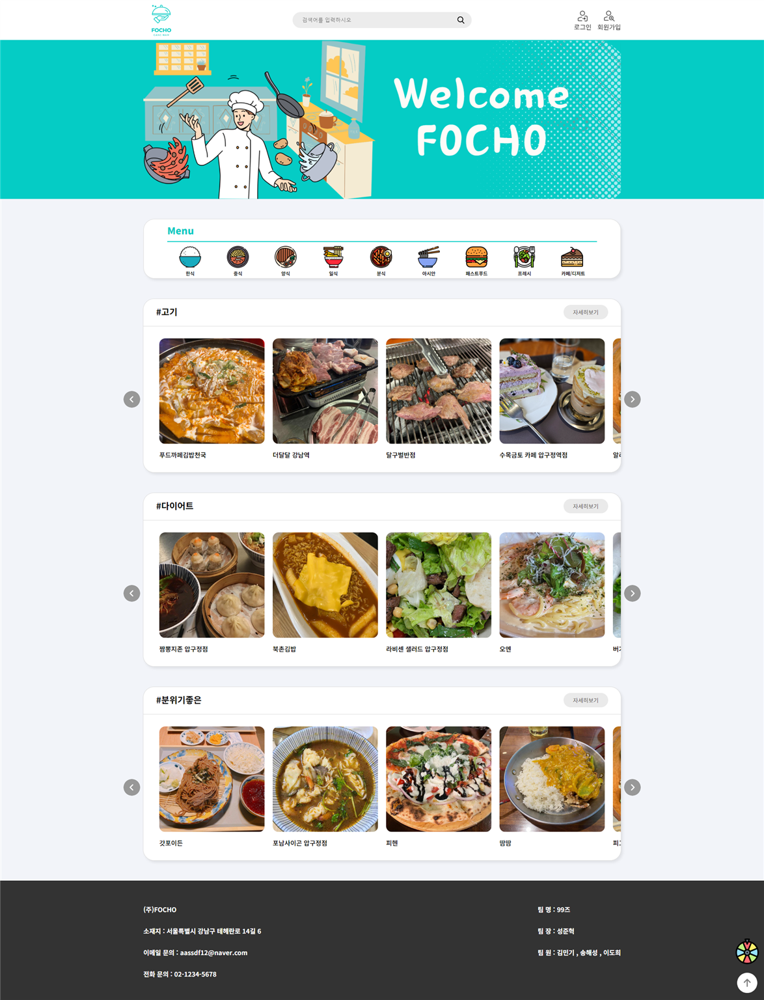 FOCHO
검색어를 입력하시오
로그인
회원가입
Welcome
FOCHO
Menu
한식
중식
양식
일식
분식
아시안
패스트푸드
프레시
카페/디저트
#고기
자세히보기
푸드까페김밥천국
더달달 강남역
달구벌반점
수목금토 카페 압구정역점
#다이어트
자세히보기
짬뽕지존 압구정점
북촌김밥
라비센 샐러드 압구정점
오엔
#분위기좋은
자세히보기
갓포이든
포남사이곤 압구정점
피헨
땀땀
(주)FOCHO
소재지 : 서울특별시 강남구 테헤란로 14길 6
이메일 문의 : aassdf12@naver.com
전화 문의 : 02-1234-5678
팀 명 : 99즈
팀 장 : 성준혁
팀 원 : 김민기 , 송해성 , 이도희